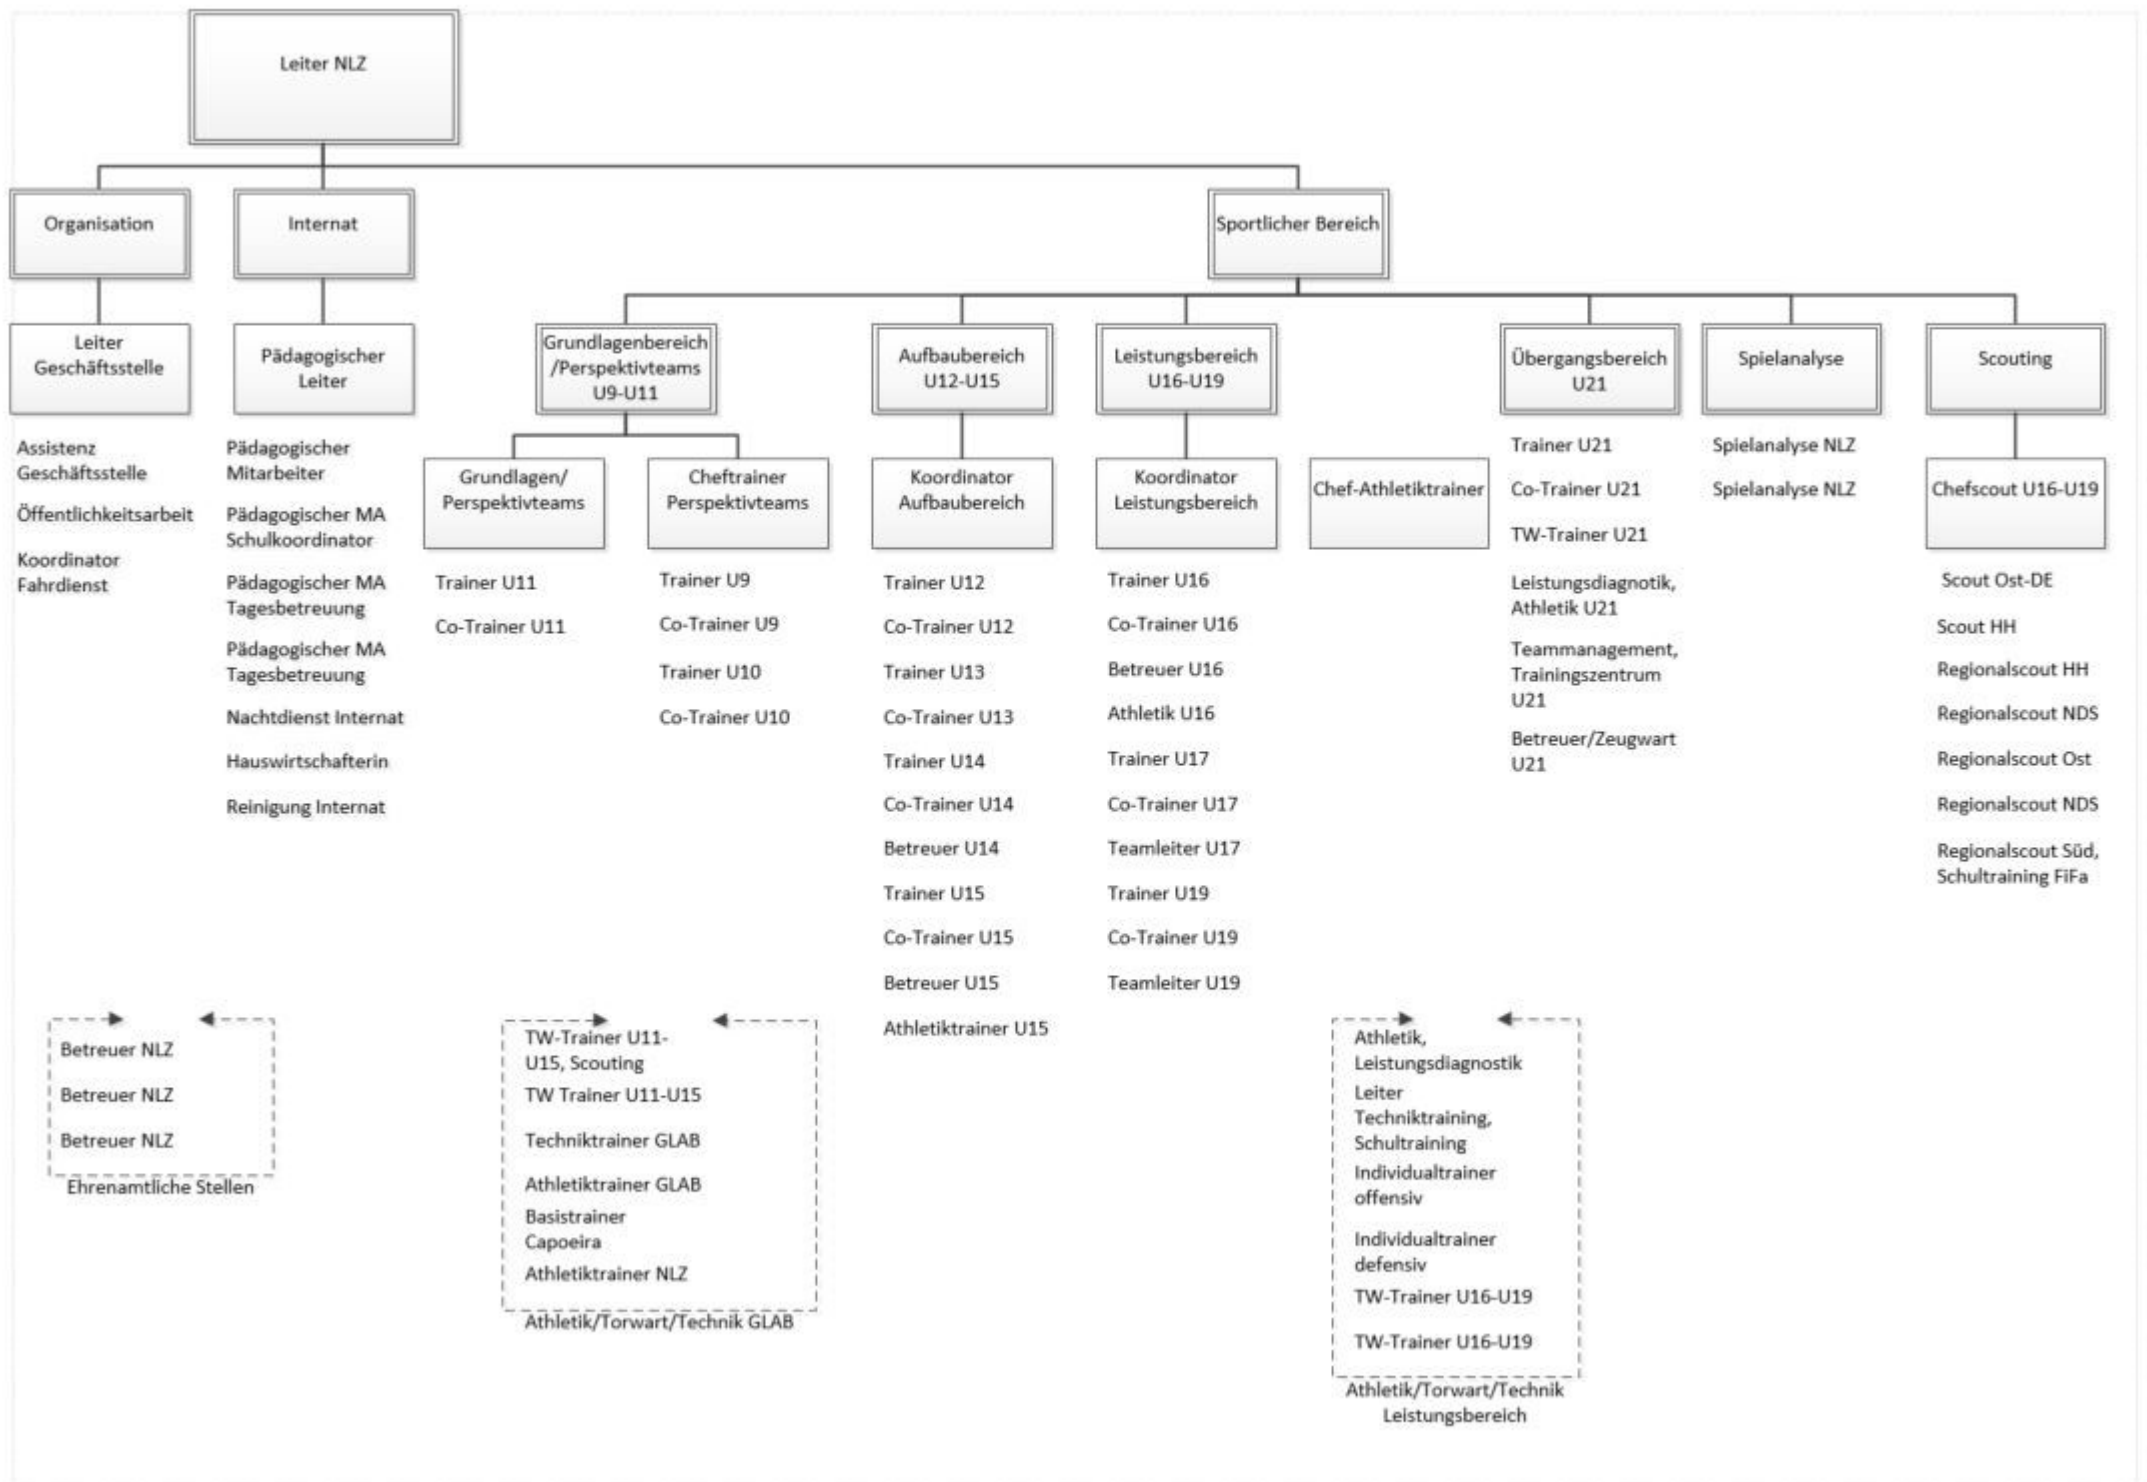 Leiter NLZ
Organisation
Internat
Sportlicher Bereich
Leiter
Geschäftsstelle
Pädagogischer
Leiter
Grundlagenbereich
/Perspektivteams
U9-U11
Aufbaubereich
U12-U15
Leistungsbereich
U16-U19
Übergangsbereich
U21
Spielanalyse
Scouting
Assistenz
Geschäftsstelle
Öffentlichkeitsarbeit
Koordinator
Fahrdienst
Pädagogischer
Mitarbeiter
Pädagogischer MA
Schulkoordinator
Pädagogischer MA
Tagesbetreuung
Pädagogischer MA
Tagesbetreuung
Nachtdienst Internat
Hauswirtschafterin
Reinigung Internat
Grundlagen/
Perspektivteams
Trainer U11
Co-Trainer U11
Cheftrainer
Perspektivteams
Trainer U9
Co-Trainer U9
Trainer U10
Co-Trainer U10
Koordinator
Aufbaubereich
Trainer U12
Co-Trainer U12
Trainer U13
Co-Trainer U13
Trainer U14
Co-Trainer U14
Betreuer U14
Trainer U15
Co-Trainer U15
Betreuer U15
Athletiktrainer U15
Koordinator
Leistungsbereich
Trainer U16
Co-Trainer U16
Betreuer U16
Athletik U16
Trainer U17
Co-Trainer U17
Teamleiter U17
Trainer U19
Co-Trainer U19
Teamleiter U19
Chef-Athletiktrainer
Trainer U21
Co-Trainer U21
TW-Trainer U21
Leistungsdiagnotik,
Athletik U21
Teammanagement,
Trainingszentrum
U21
Betreuer/Zeugwart
U21
Spielanalyse NLZ
Spielanalyse NLZ
Chefscout U16-U19
Scout Ost-DE
Scout HH
Regionalscout HH
Regionalscout NDS
Regionalscout Ost
Regionalscout NDS
Regionalscout Süd,
Schultraining FiFa
Betreuer NLZ
Betreuer NLZ
Betreuer NLZ
Ehrenamtliche Stellen
TW-Trainer U11-
U15, Scouting
TW Trainer U11-U15
Techniktrainer GLAB
Athletiktrainer GLAB
Basistrainer
Capoeira
Athletiktrainer NLZ
Athletik/Torwart/Technik GLAB
Athletik,
Leistungsdiagnostik
Leiter
Techniktraining,
Schultraining
Individualtrainer
offensiv
Individualtrainer
defensiv
TW-Trainer U16-U19
TW-Trainer U16-U19
Athletik/Torwart/Technik
Leistungsbereich